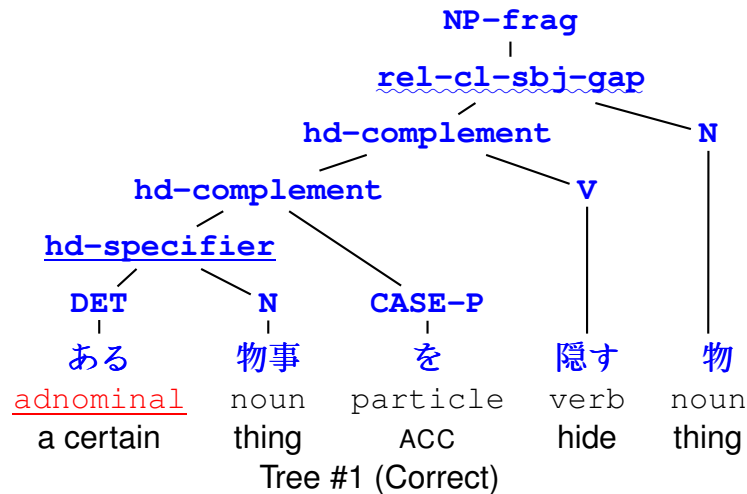 NP-frag
rel-cl-sbj-gap
hd-complement N
hd-complement V
hd-specifier
DET N CASE-P
ある 物事 を 隠す 物
adnominal noun particle verb noun
a certain thing ACC hide thing
Tree #1 (Correct)